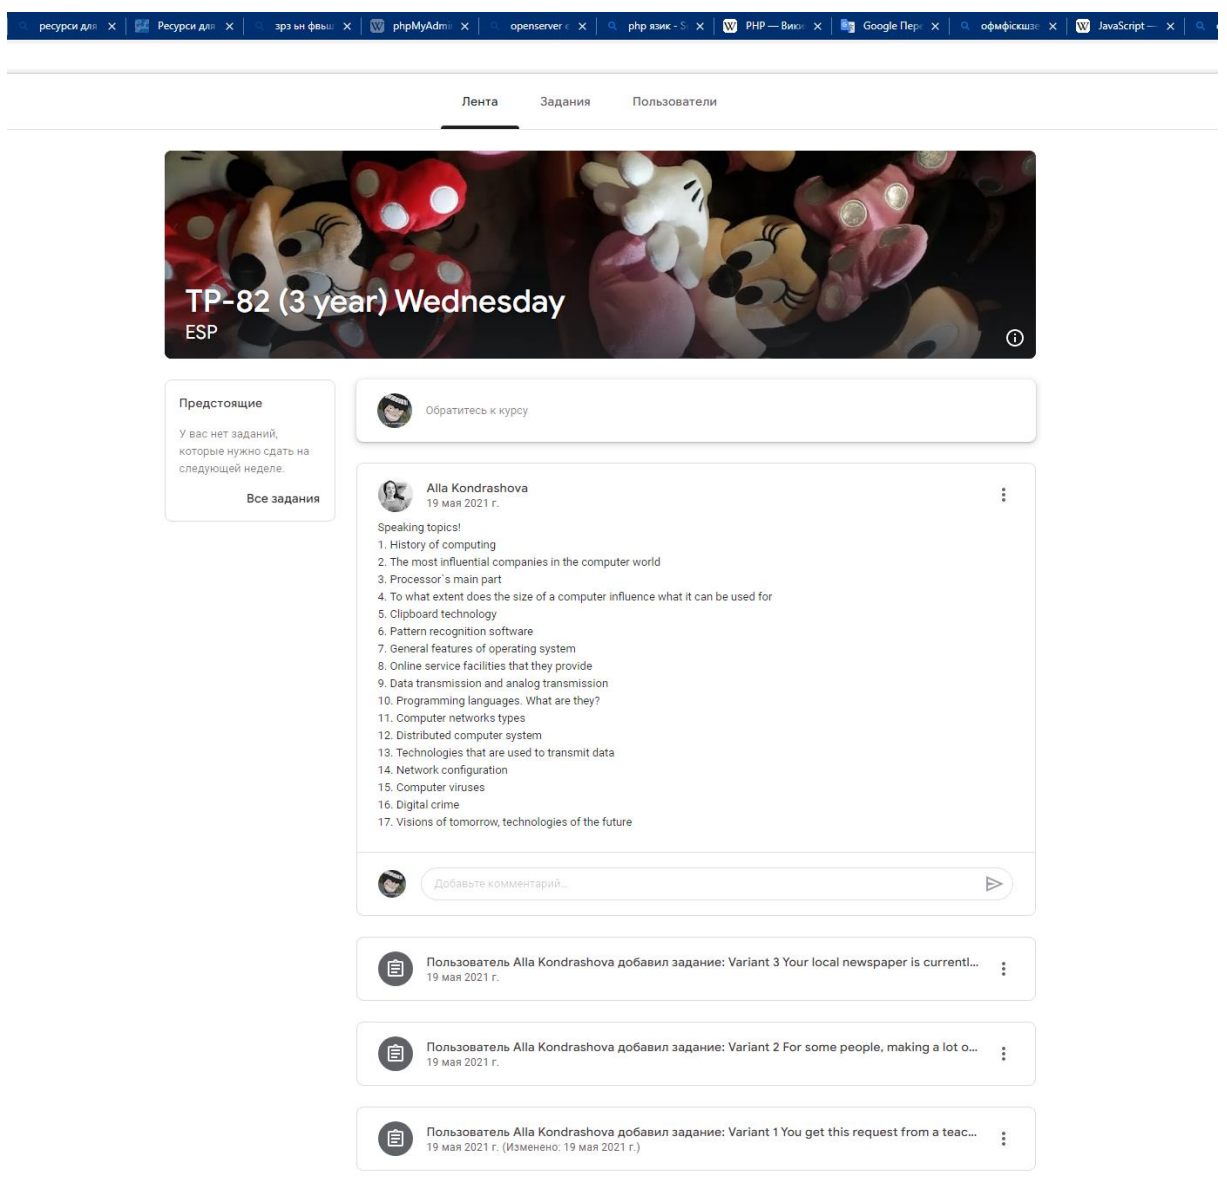 ресурси для
Ресурси для
зрз ьн фвьш
phpMyAdmi
openserver
php язик - S
PHP — Вики
Google Пер
офмфіскшзе
JavaScript —
Лента
Задания
Пользователи
TP-82 (3 year) Wednesday
ESP
Предстоящие
У вас нет заданий,
которые нужно сдать на
следующей неделе.
Все задания
Обратитесь к курсу
Alla Kondrashova
19 мая 2021 г.
Speaking topics!
1. History of computing
2. The most influential companies in the computer world
3. Processor`s main part
4. To what extent does the size of a computer influence what it can be used for
5. Clipboard technology
6. Pattern recognition software
7. General features of operating system
8. Online service facilities that they provide
9. Data transmission and analog transmission
10. Programming languages. What are they?
11. Computer networks types
12. Distributed computer system
13. Technologies that are used to transmit data
14. Network configuration
15. Computer viruses
16. Digital crime
17. Visions of tomorrow, technologies of the future
Добавьте комментарий...
Пользователь Alla Kondrashova добавил задание: Variant 3 Your local newspaper is currentl...
19 мая 2021 г.
Пользователь Alla Kondrashova добавил задание: Variant 2 For some people, making a lot o...
19 мая 2021 г.
Пользователь Alla Kondrashova добавил задание: Variant 1 You get this request from a teac...
19 мая 2021 г. (Изменено: 19 мая 2021 г.)